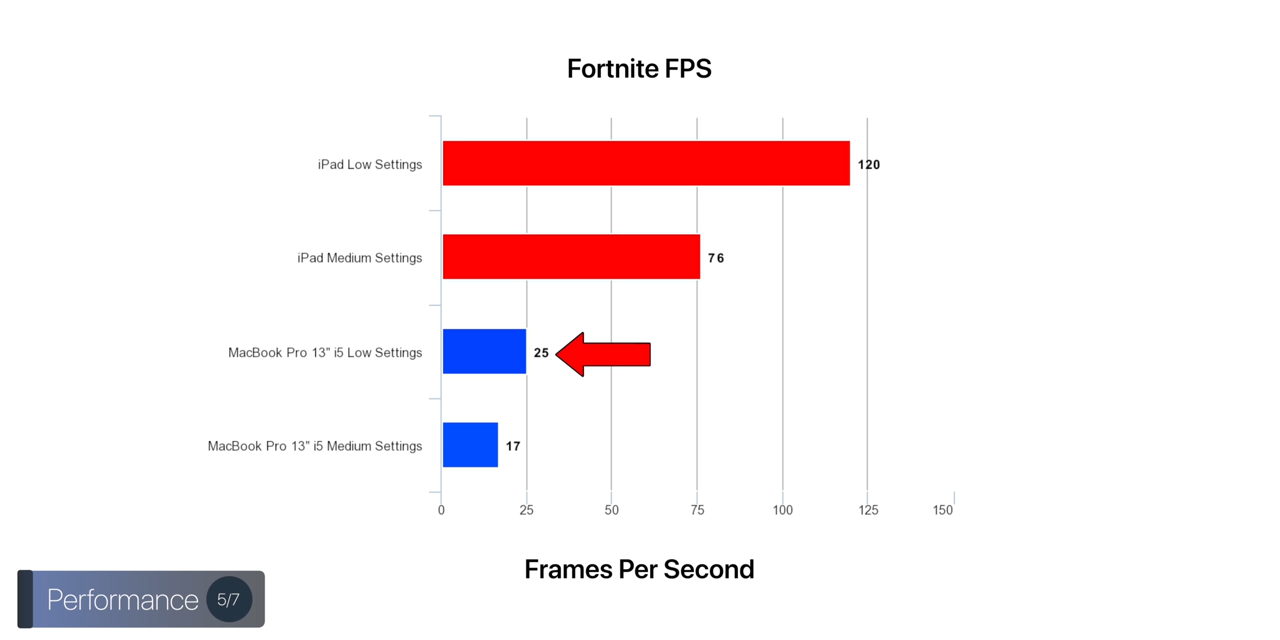 Fortnite FPS
iPad Low Settings
120
iPad Medium Settings
76
MacBook Pro 13" i5 Low Settings
25
MacBook Pro 13" i5 Medium Settings
17
0 25 50 75 100 125 150
Frames Per Second
Performance 5/7